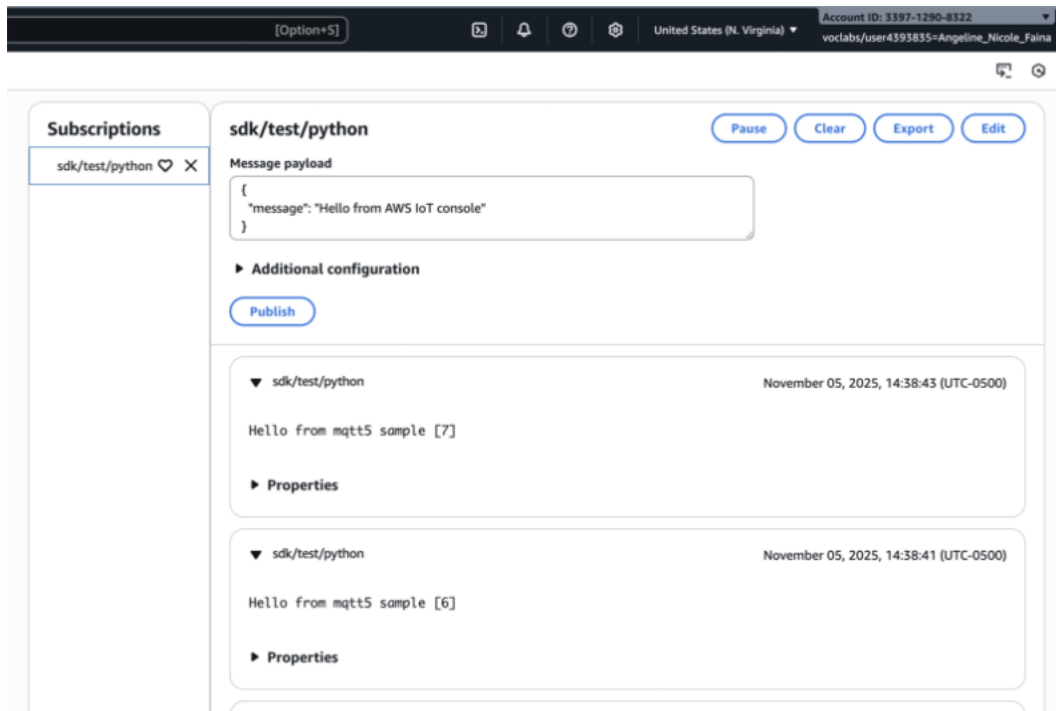 [Option+S]
United States (N. Virginia)
Account ID: 3397-1290-8322
voclabs/user4393835=Angeline_Nicole_Faina
Subscriptions
sdk/test/python
sdk/test/python
Pause
Clear
Export
Edit
Message payload
{
"message": "Hello from AWS IoT console"
}
Additional configuration
Publish
sdk/test/python
November 05, 2025, 14:38:43 (UTC-0500)
Hello from mqtt5 sample [7]
Properties
sdk/test/python
November 05, 2025, 14:38:41 (UTC-0500)
Hello from mqtt5 sample [6]
Properties